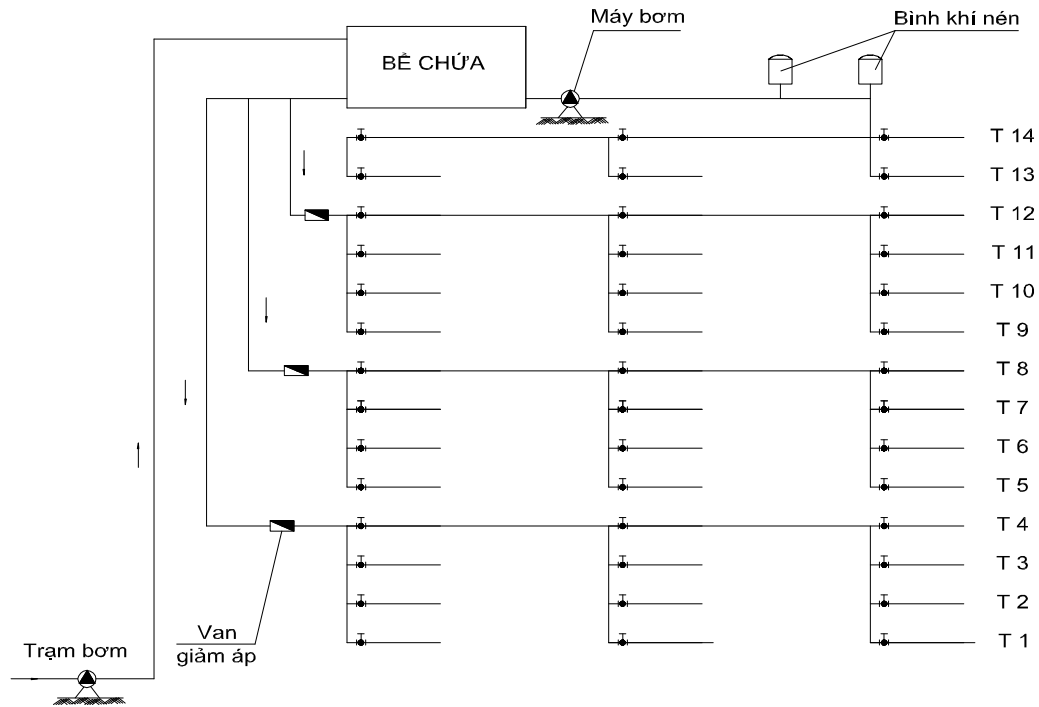 Máy bơm
Bình khí nén
BỂ CHỨA
T 14
T 13
T 12
T 11
T 10
T 9
T 8
T 7
T 6
T 5
T 4
T 3
T 2
T 1
Van
giảm áp
Trạm bơm